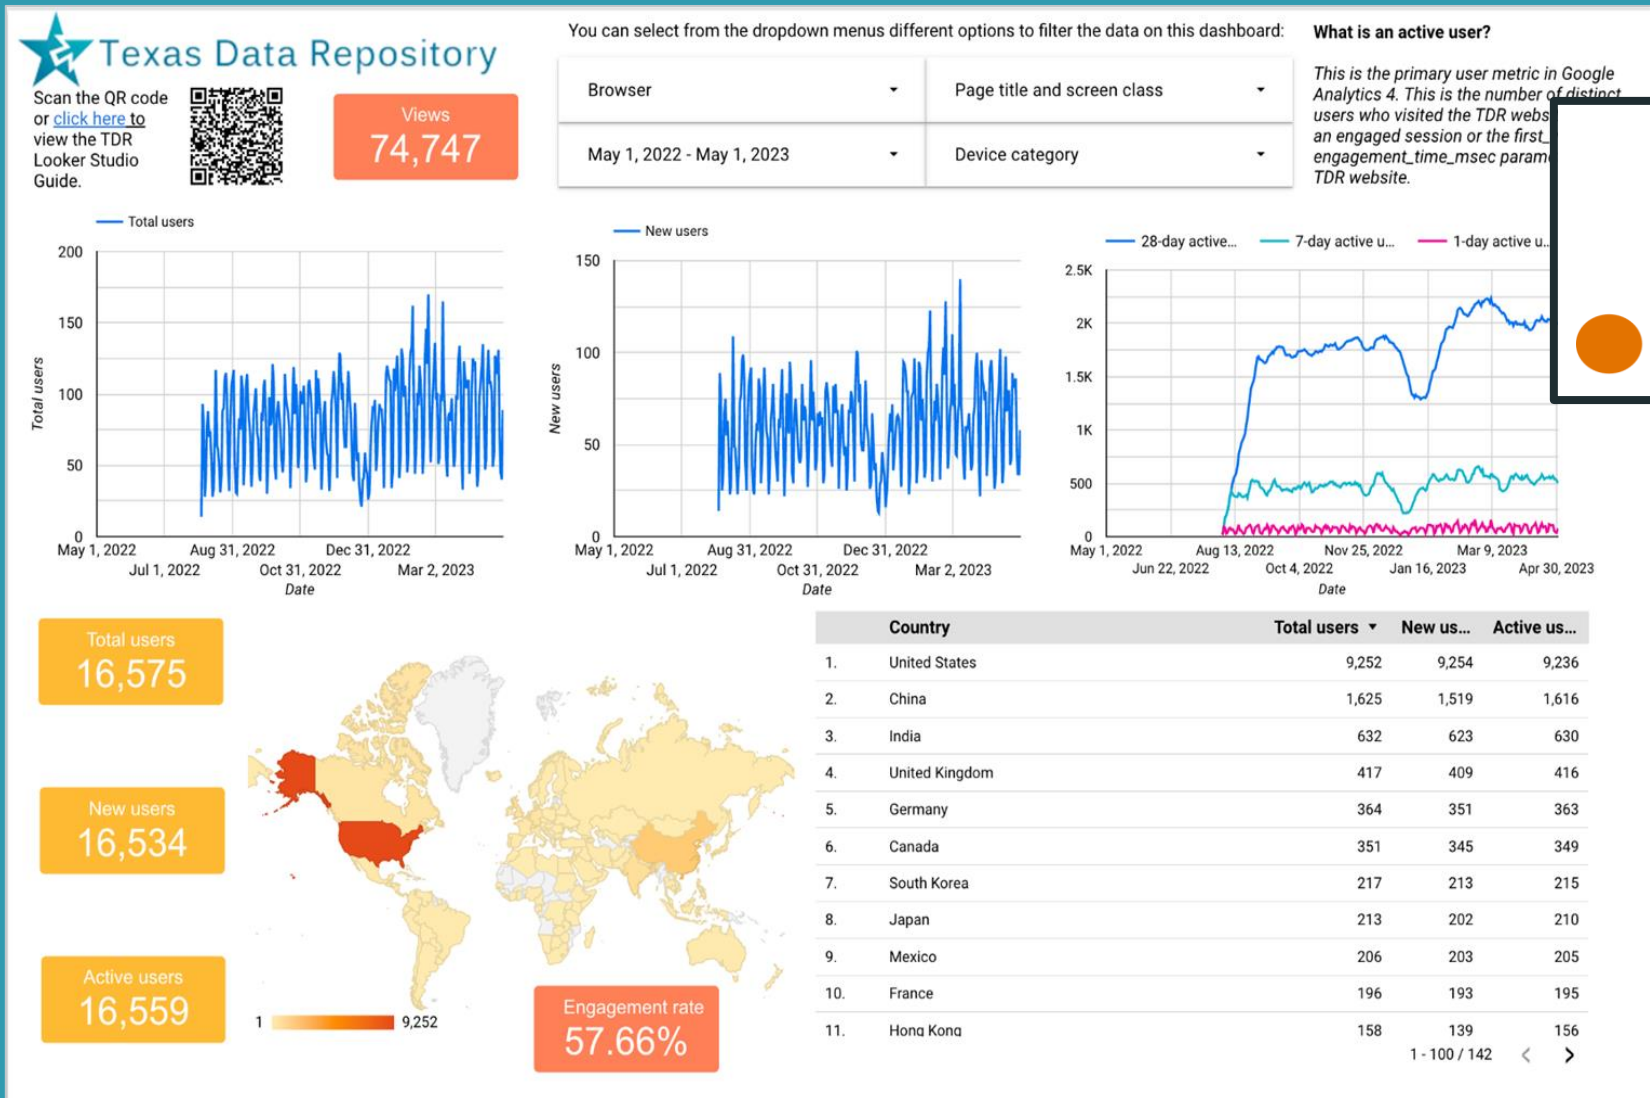 Texas Data Repository
Scan the QR code
or click here to
view the TDR
Looker Studio
Guide.
Views
74,747
You can select from the dropdown menus different options to filter the data on this dashboard:
Browser
Page title and screen class
May 1, 2022 - May 1, 2023
Device category
What is an active user?
This is the primary user metric in Google
Analytics 4. This is the number of distinct
users who visited the TDR webs
an engaged session or the first_
engagement_time_msec param
TDR website.
Total users
200
150
100
50
0
Total users
May 1, 2022 Aug 31, 2022 Dec 31, 2022
Jul 1, 2022 Oct 31, 2022 Mar 2, 2023
Date
New users
150
100
50
0
New users
May 1, 2022 Aug 31, 2022 Dec 31, 2022
Jul 1, 2022 Oct 31, 2022 Mar 2, 2023
Date
28-day active... 7-day active u... 1-day active u...
2.5K
2K
1.5K
1K
500
0
May 1, 2022 Aug 13, 2022 Nov 25, 2022 Mar 9, 2023
Jun 22, 2022 Oct 4, 2022 Jan 16, 2023 Apr 30, 2023
Date
Total users
16,575
New users
16,534
Active users
16,559
1 9,252
Engagement rate
57.66%
Country Total users New us... Active us...
1. United States 9,252 9,254 9,236
2. China 1,625 1,519 1,616
3. India 632 623 630
4. United Kingdom 417 409 416
5. Germany 364 351 363
6. Canada 351 345 349
7. South Korea 217 213 215
8. Japan 213 202 210
9. Mexico 206 203 205
10. France 196 193 195
11. Hong Kong 158 139 156
1 - 100 / 142